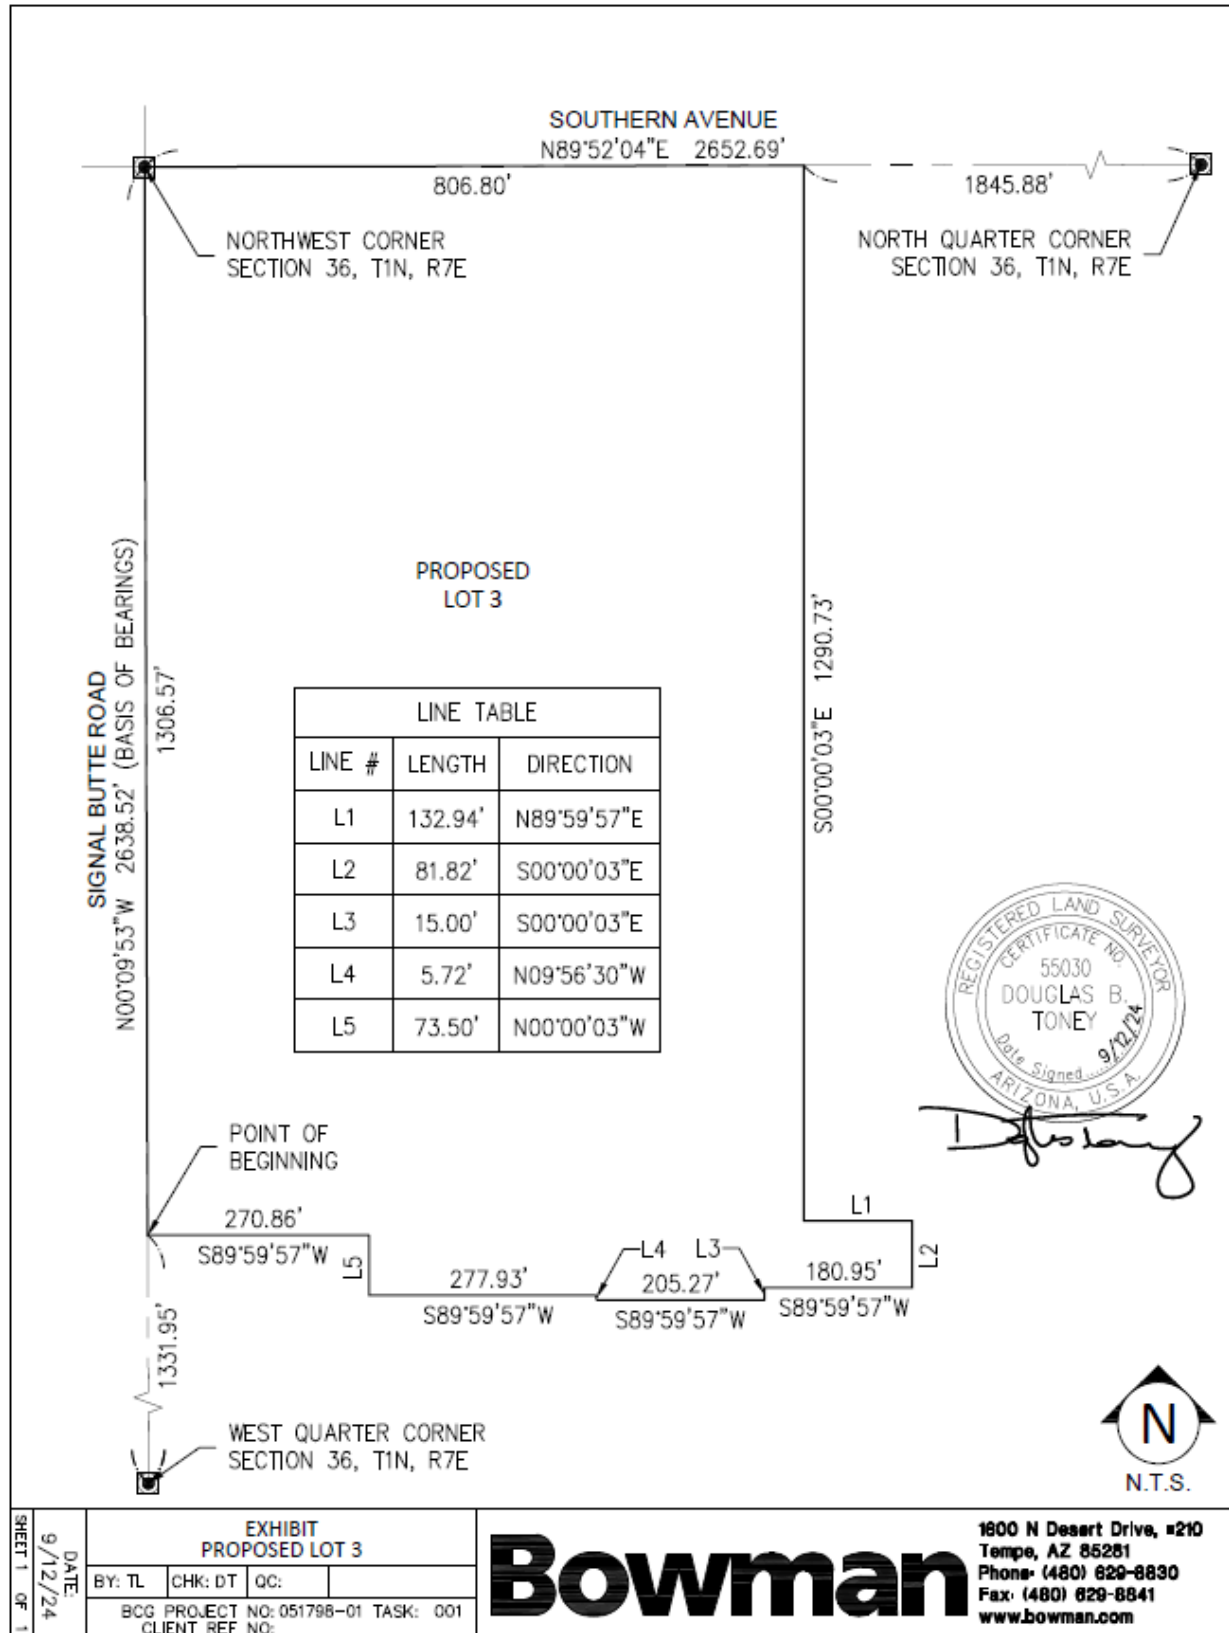 SOUTHERN AVENUE
N89°52'04"E 2652.69'
806.80'
1845.88'
NORTHWEST CORNER
SECTION 36, T1N, R7E
NORTH QUARTER CORNER
SECTION 36, T1N, R7E
SIGNAL BUTTE ROAD
N00°09'53"W 2638.52' (BASIS OF BEARINGS)
1306.57'
PROPOSED
LOT 3
S00°00'03"E 1290.73'
LINE TABLE
LINE # LENGTH DIRECTION
L1 132.94' N89°59'57"E
L2 81.82' S00°00'03"E
L3 15.00' S00°00'03"E
L4 5.72' N09°56'30"W
L5 73.50' N00°00'03"W
REGISTERED LAND SURVEYOR
CERTIFICATE NO.
55030
DOUGLAS B.
TONEY
9/12/24
Date Signed
ARIZONA, U.S.A.
POINT OF
BEGINNING
270.86'
S89°59'57"W
L5
277.93'
S89°59'57"W
L4 L3
205.27'
S89°59'57"W
180.95'
S89°59'57"W
L1
L2
1331.95'
WEST QUARTER CORNER
SECTION 36, T1N, R7E
N
N.T.S.
SHEET 1 OF 1
DATE:
9/12/24
EXHIBIT
PROPOSED LOT 3
BY: TL CHK: DT QC:
BCG PROJECT NO: 051798-01 TASK: 001
CLIENT REF NO:
Bowman
1600 N Desert Drive, #210
Tempe, AZ 85281
Phone: (480) 629-8830
Fax: (480) 629-8841
www.bowman.com